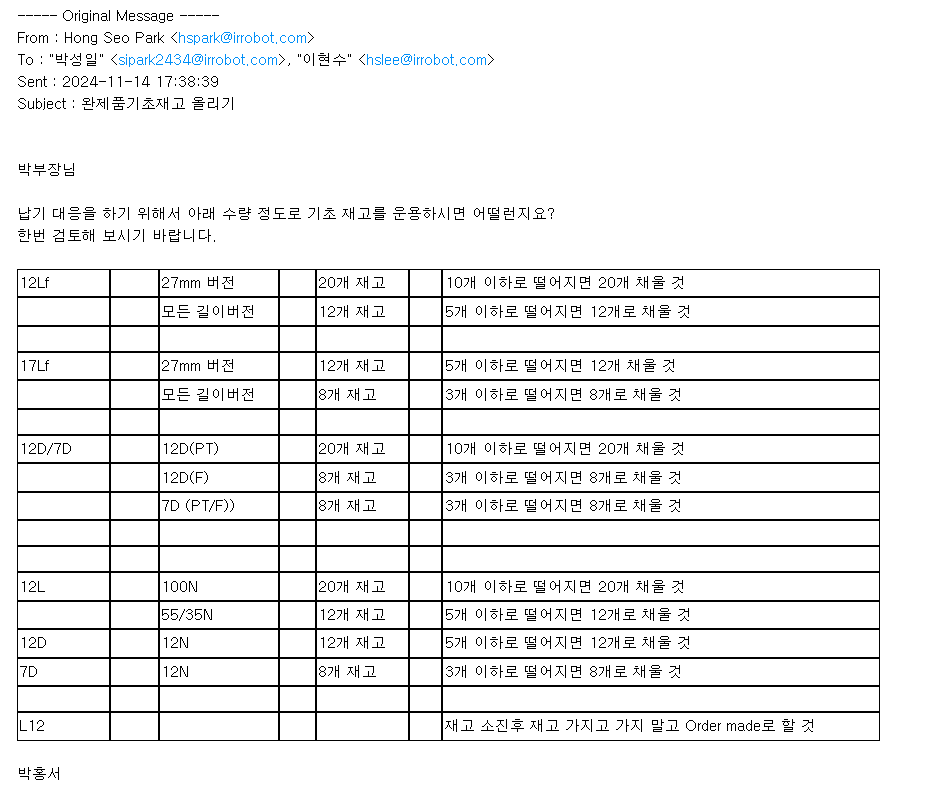 ----- Original Message -----
From : Hong Seo Park <hspark@irrobot.com>
To : "박성일" <sipark2434@irrobot.com>, "이현수" <hslee@irrobot.com>
Sent : 2024-11-14 17:38:39
Subject : 완제품기초재고 올리기
박부장님
납기 대응을 하기 위해서 아래 수량 정도로 기초 재고를 운용하시면 어떨런지요?
한번 검토해 보시기 바랍니다.
12Lf 27mm 버전 20개 재고 10개 이하로 떨어지면 20개 채울 것
모든 길이버전 12개 재고 5개 이하로 떨어지면 12개로 채울 것
17Lf 27mm 버전 12개 재고 5개 이하로 떨어지면 12개 채울 것
모든 길이버전 8개 재고 3개 이하로 떨어지면 8개로 채울 것
12D/7D 12D(PT) 20개 재고 10개 이하로 떨어지면 20개 채울 것
12D(F) 8개 재고 3개 이하로 떨어지면 8개로 채울 것
7D (PT/F)) 8개 재고 3개 이하로 떨어지면 8개로 채울 것
12L 100N 20개 재고 10개 이하로 떨어지면 20개 채울 것
55/35N 12개 재고 5개 이하로 떨어지면 12개로 채울 것
12D 12N 12개 재고 5개 이하로 떨어지면 12개로 채울 것
7D 12N 8개 재고 3개 이하로 떨어지면 8개로 채울 것
L12 재고 소진후 재고 가지고 가지 말고 Order made로 할 것
박홍서